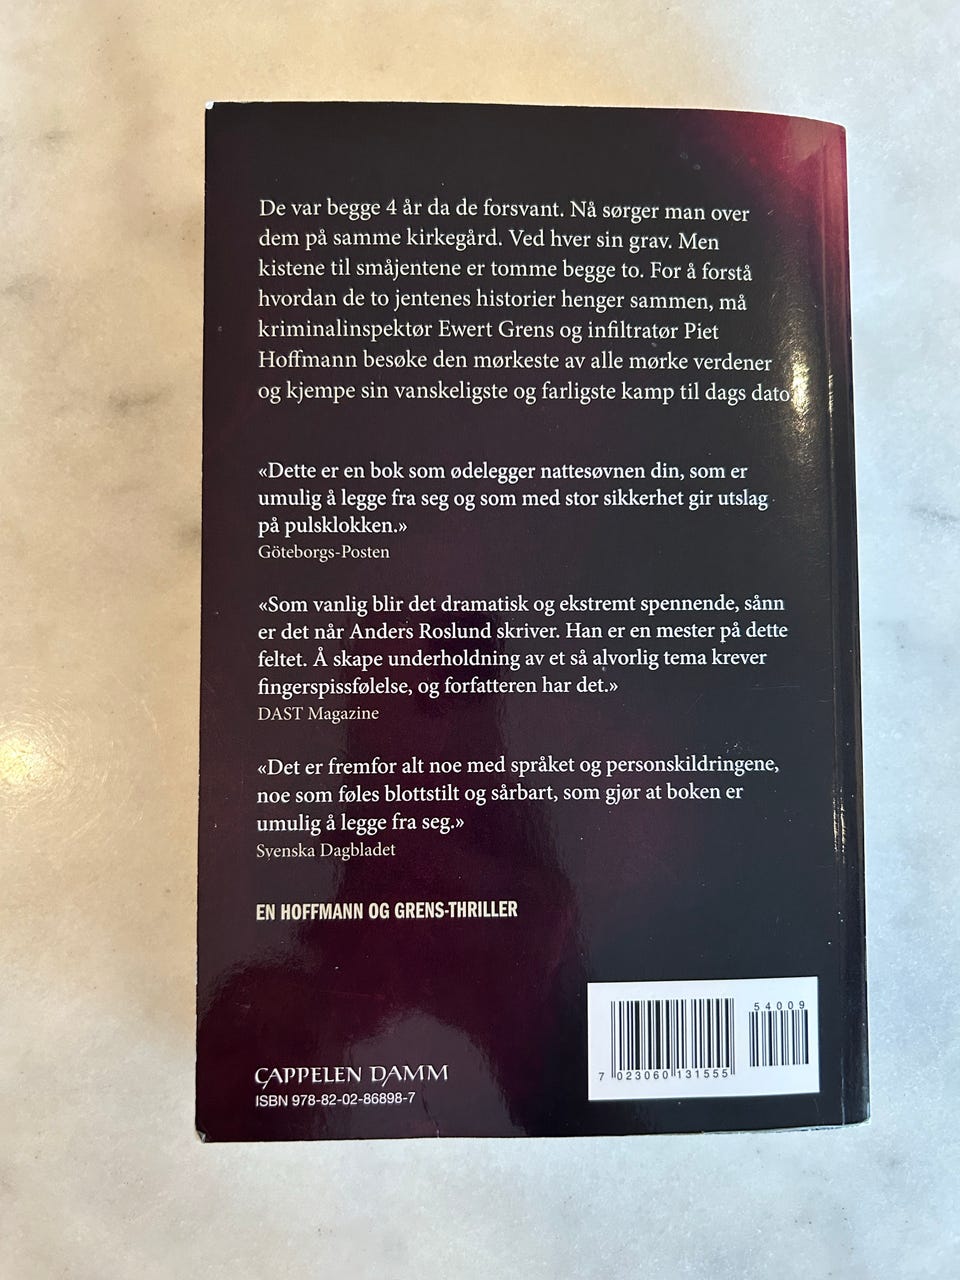 De var begge 4 år da de forsvant. Nå sørger man over
dem på samme kirkegård. Ved hver sin grav. Men
kistene til småjentene er tomme begge to. For å forstå
hvordan de to jentenes historier henger sammen, må
kriminalinspektør Ewert Grens og infiltratør Piet
Hoffmann besøke den mørkeste av alle mørke verdener
og kjempe sin vanskeligste og farligste kamp til dags dato.
«Dette er en bok som ødelegger nattesøvnen din, som er
umulig å legge fra seg og som med stor sikkerhet gir utslag
på pulsklokken.»
Göteborgs-Posten
«Som vanlig blir det dramatisk og ekstremt spennende, sånn
er det når Anders Roslund skriver. Han er en mester på dette
feltet. Å skape underholdning av et så alvorlig tema krever
fingerspissfølelse, og forfatteren har det.»
DAST Magazine
«Det er fremfor alt noe med språket og personskildringene,
noe som føles blottstilt og sårbart, som gjør at boken er
umulig å legge fra seg.»
Svenska Dagbladet
EN HOFFMANN OG GRENS-THRILLER
CAPPELEN DAMM
ISBN 978-82-02-86898-7
54009
7 023060 131555